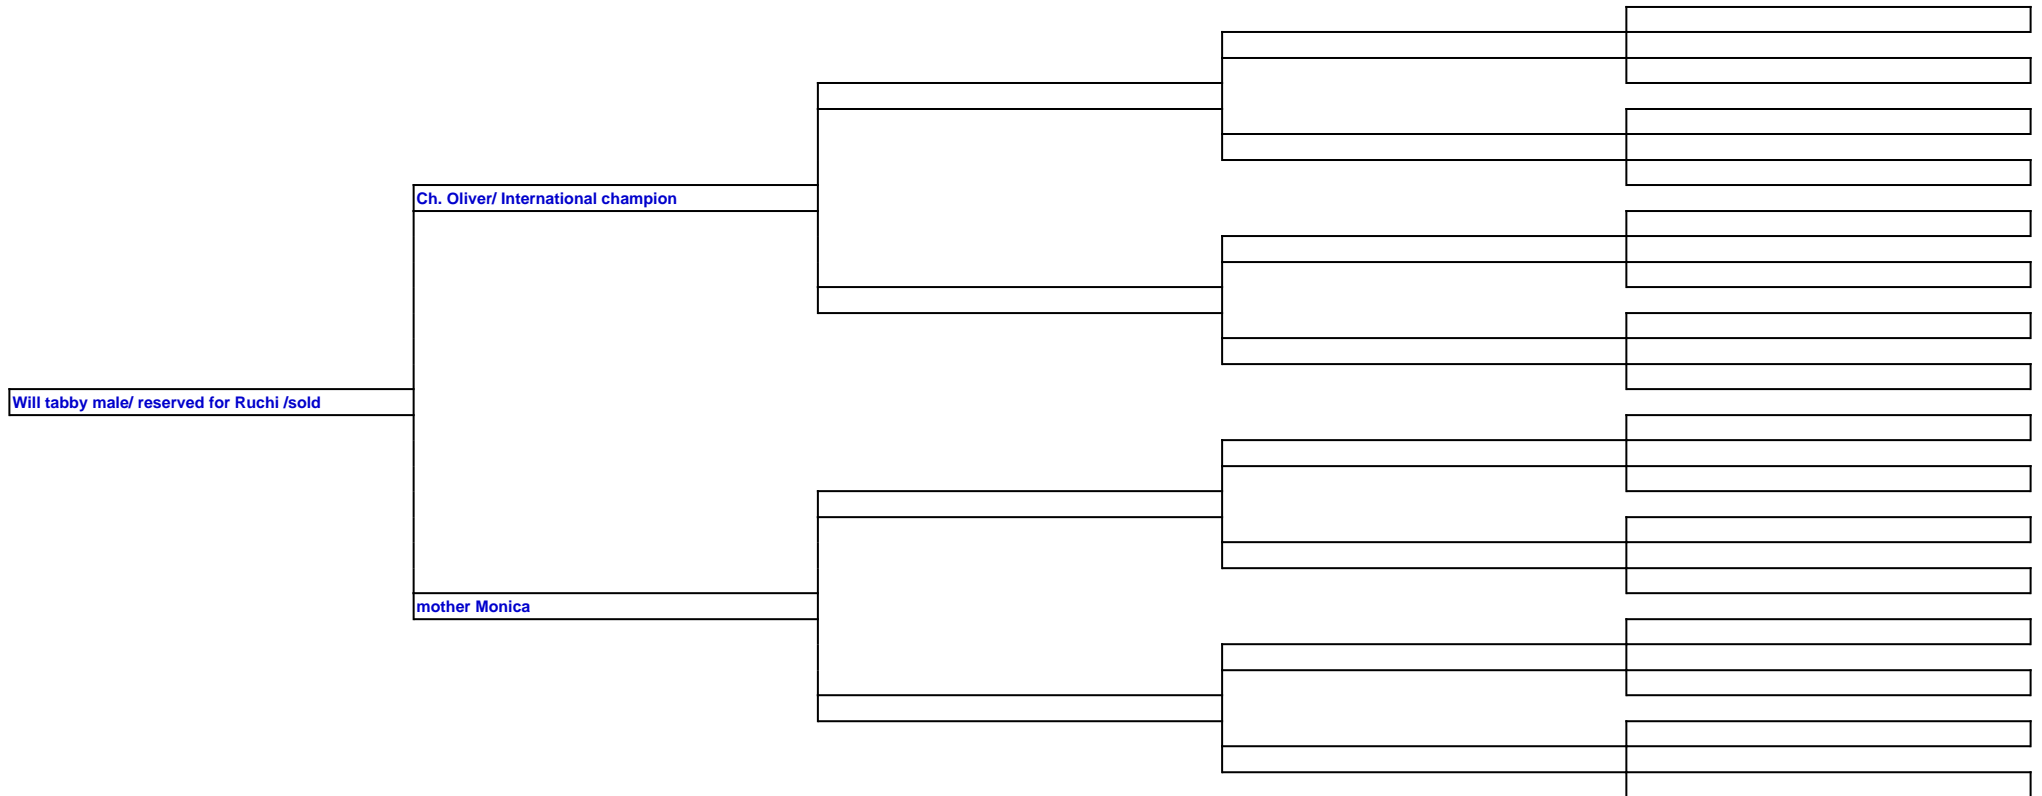 Ch. Oliver/ International champion
Will tabby male/ reserved for Ruchi /sold
mother Monica